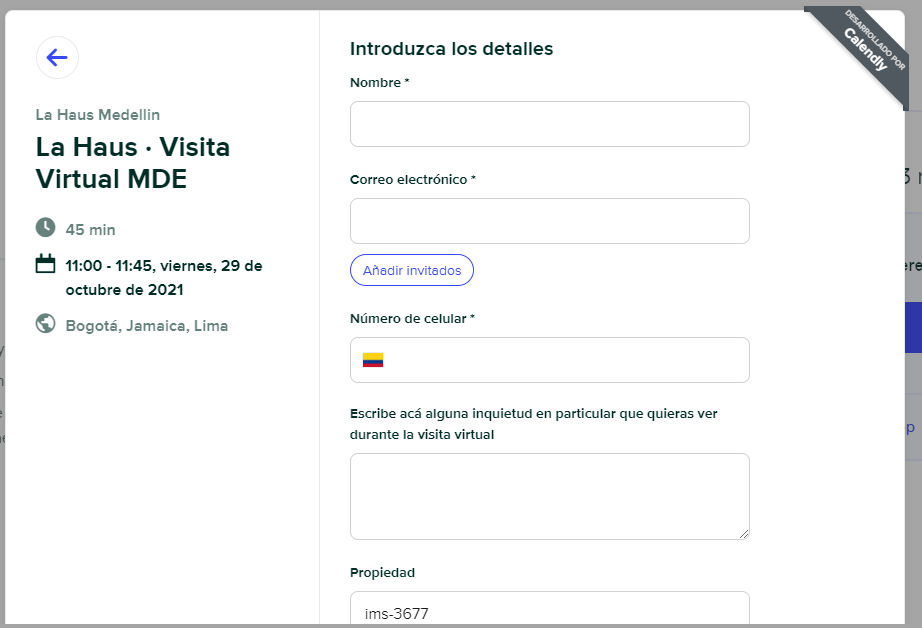 DESARROLLADO POR
Calendly
La Haus Medellin
La Haus · Visita
Virtual MDE
45 min
11:00 - 11:45, viernes, 29 de
octubre de 2021
Bogotá, Jamaica, Lima
Introduzca los detalles
Nombre *
Correo electrónico *
Añadir invitados
Número de celular *
Escribe acá alguna inquietud en particular que quieras ver
durante la visita virtual
Propiedad
ims-3677